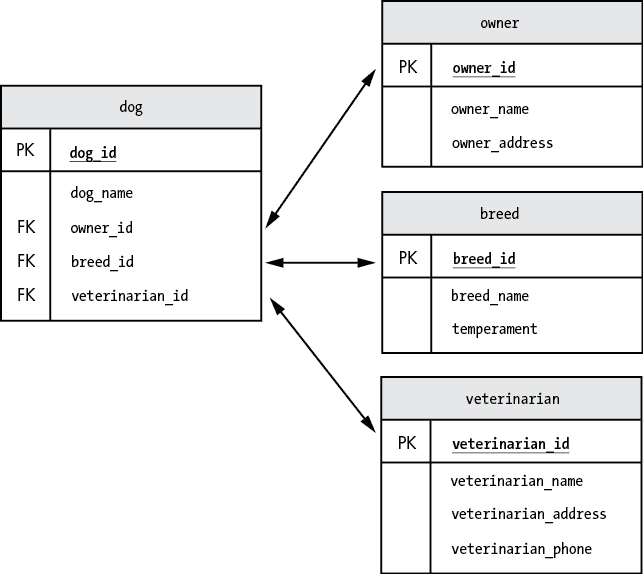 dog
PK dog_id
dog_name
FK owner_id
FK breed_id
FK veterinarian_id
owner
PK owner_id
owner_name
owner_address
breed
PK breed_id
breed_name
temperament
veterinarian
PK veterinarian_id
veterinarian_name
veterinarian_address
veterinarian_phone